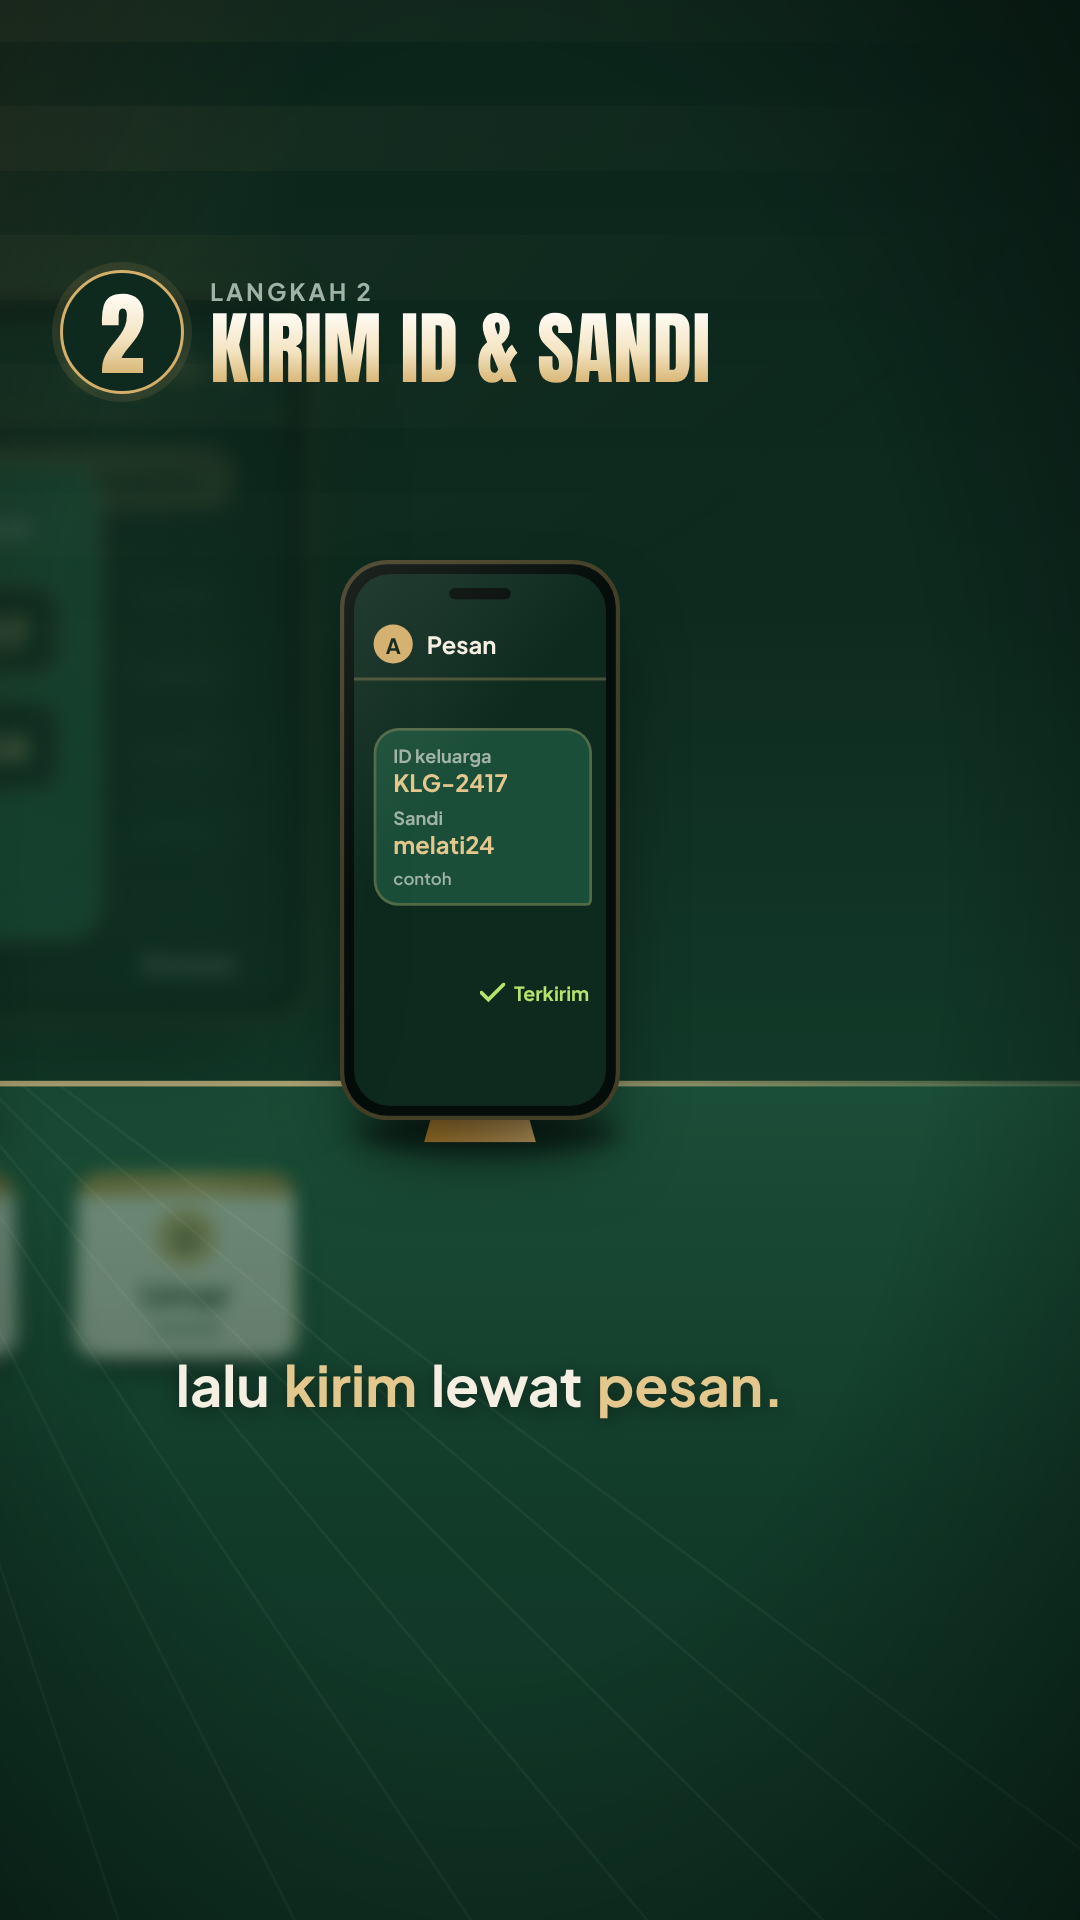 2
LANGKAH 2
KIRIM ID & SANDI
A
Pesan
ID keluarga
KLG-2417
Sandi
melati24
contoh
Terkirim
lalu kirim lewat pesan.